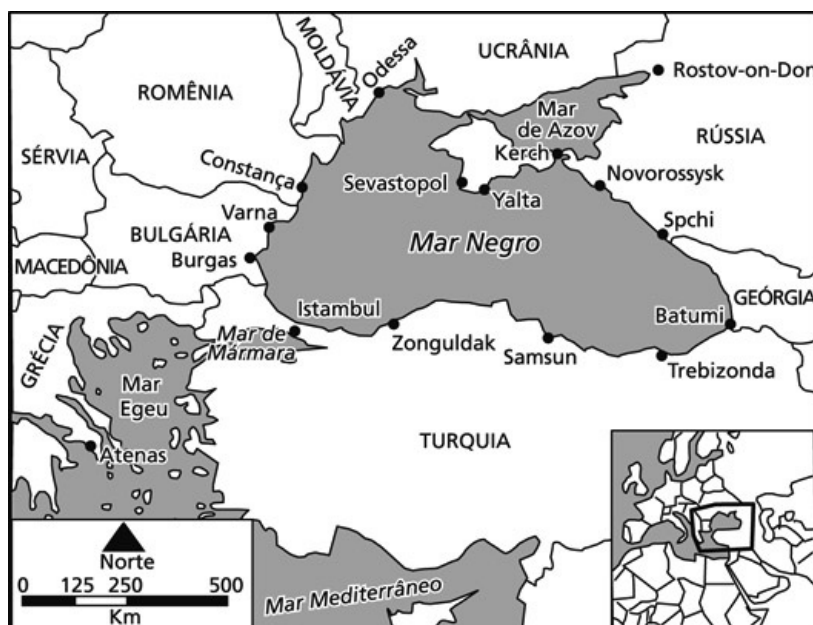 MOLDÁVIA
Odessa
UCRÂNIA
Rostov-on-Don
ROMÊNIA
Mar
de Azov
RÚSSIA
SÉRVIA
Kerch
Constança
Sevastopol
Yalta
Novorossysk
Varna
Spchi
BULGÁRIA
Mar Negro
Burgas
MACEDÔNIA
GEÓRGIA
Istambul
Batumi
Mar de
Mármara
Zonguldak
Samsun
Trebizonda
GRÉCIA
Mar
Egeu
Atenas
TURQUIA
Norte
0 125 250 500
Km
Mar Mediterrâneo